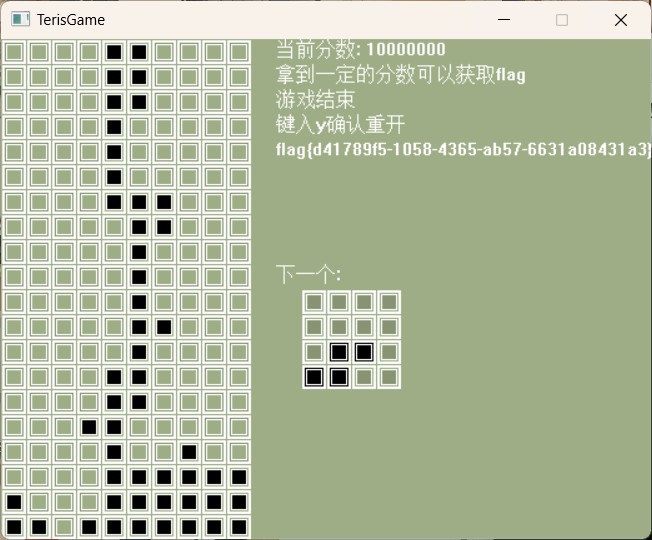 TerisGame
当前分数: 10000000
拿到一定的分数可以获取flag
游戏结束
键入y确认重开
flag{d41789f5-1058-4365-ab57-6631a08431a3}
下一个: